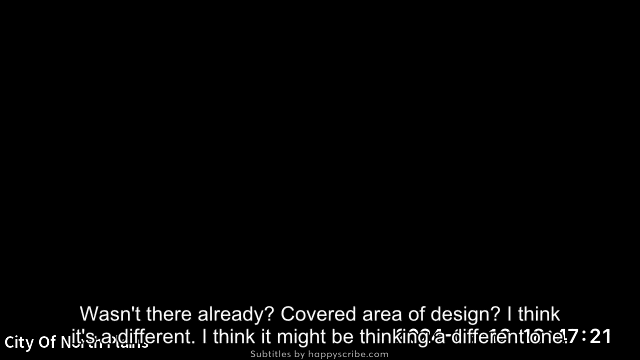 Wasn't there already? Covered area of design? I think
it's a different. I think it might be thinking a different one.
City Of North Plains
Subtitles by happyscribe.com